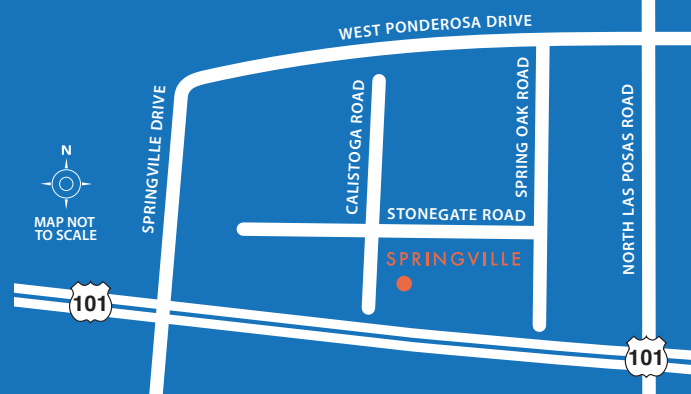 WEST PONDEROSA DRIVE
SPRINGVILLE DRIVE
CALISTOGA ROAD
SPRING OAK ROAD
NORTH LAS POSAS ROAD
N
MAP NOT
TO SCALE
STONEGATE ROAD
SPRINGVILLE
101
101